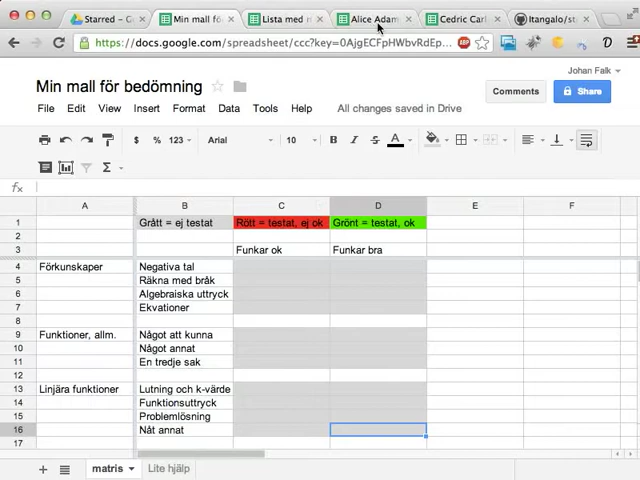 Starred – G
Min mall fö
Lista med n
Alice Adam
Cedric Carl
Itangalo/st
https://docs.google.com/spreadsheet/ccc?key=0AjgECFpHWbvRdEp...
ABP
Johan Falk
Min mall för bedömning
Comments
Share
File Edit View Insert Format Data Tools Help All changes saved in Drive
$ % 123 Arial 10 B I S A
Σ
fx
A B C D E F
1 Grått = ej testat Rött = testat, ej ok Grönt = testat, ok
2
3 Funkar ok Funkar bra
4 Förkunskaper Negativa tal
5 Räkna med bråk
6 Algebraiska uttryck
7 Ekvationer
8
9 Funktioner, allm. Något att kunna
10 Något annat
11 En tredje sak
12
13 Linjära funktioner Lutning och k-värde
14 Funktionsuttryck
15 Problemlösning
16 Nåt annat
17
matris Lite hjälp